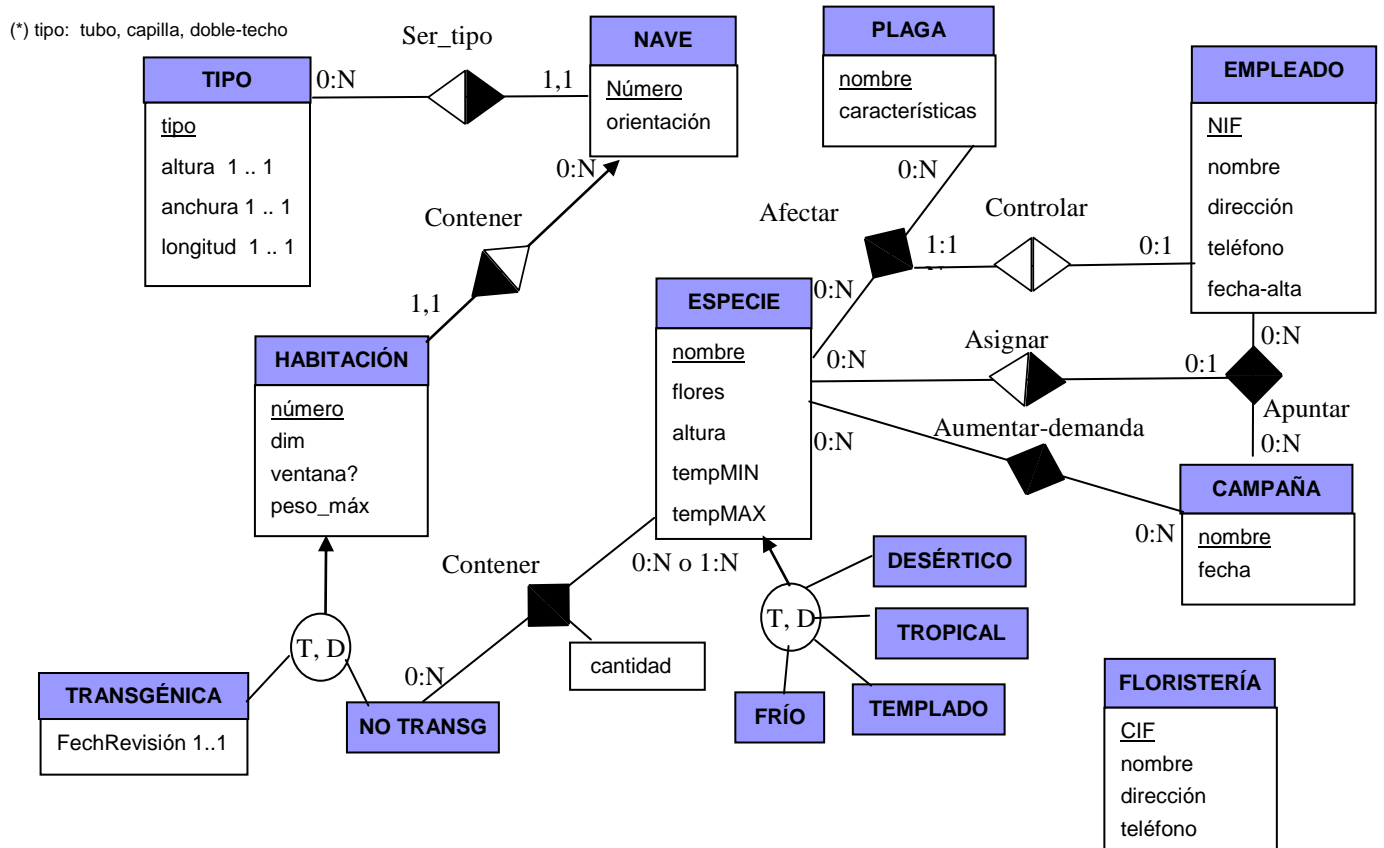 (*) tipo: tubo, capilla, doble-techo
Ser_tipo
NAVE
Número
orientación
TIPO
tipo
altura 1 .. 1
anchura 1 .. 1
longitud 1 .. 1
0:N
1,1
PLAGA
nombre
características
EMPLEADO
NIF
nombre
dirección
teléfono
fecha-alta
0:N
Contener
1,1
0:N
Afectar
0:N
Controlar
1:1
0:1
HABITACIÓN
número
dim
ventana?
peso_máx
ESPECIE
nombre
flores
altura
tempMIN
tempMAX
0:N
Asignar
0:1
0:N
Apuntar
0:N
Aumentar-demanda
0:N
0:N
CAMPAÑA
nombre
fecha
Contener
0:N o 1:N
0:N
cantidad
T, D
TRANSGÉNICA
FechRevisión 1..1
NO TRANSG
T, D
DESÉRTICO
TROPICAL
TEMPLADO
FRÍO
FLORISTERÍA
CIF
nombre
dirección
teléfono